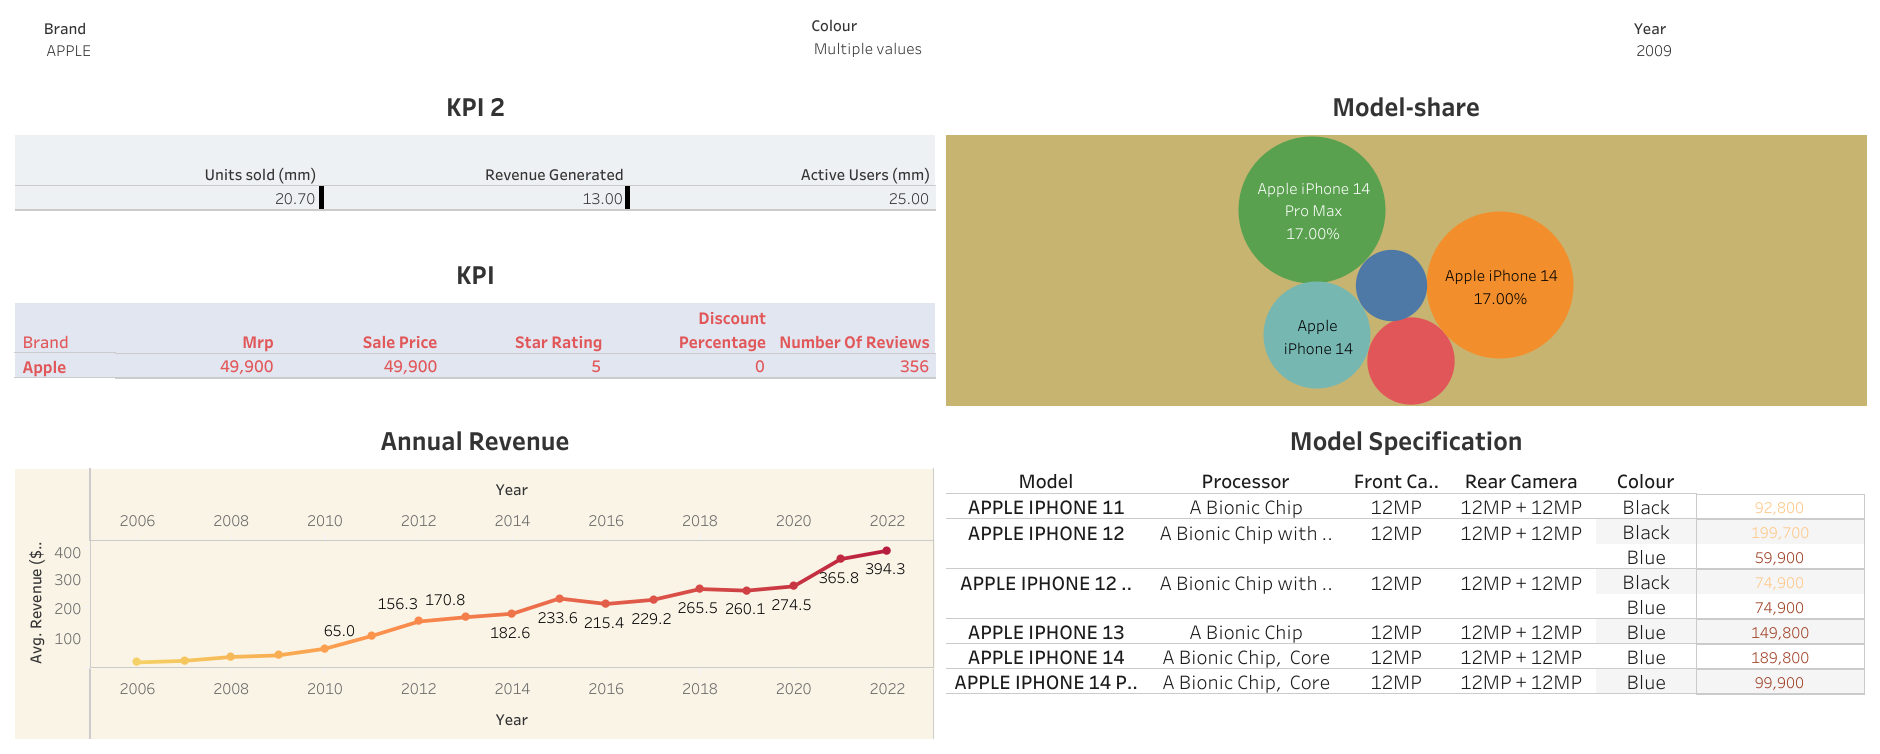 Brand
APPLE
Colour
Multiple values
Year
2009
KPI 2
Units sold (mm) Revenue Generated Active Users (mm)
20.70 13.00 25.00
KPI
Brand Mrp Sale Price Star Rating Discount Percentage Number Of Reviews
Apple 49,900 49,900 5 0 356
Annual Revenue
Year
2006 2008 2010 2012 2014 2016 2018 2020 2022
Avg. Revenue ($..
400
300
200
100
65.0 156.3 170.8 182.6 233.6 215.4 229.2 265.5 260.1 274.5 365.8 394.3
2006 2008 2010 2012 2014 2016 2018 2020 2022
Year
Model-share
Apple iPhone 14
Pro Max
17.00%
Apple iPhone 14
17.00%
Apple
iPhone 14
Model Specification
Model Processor Front Ca.. Rear Camera Colour
APPLE IPHONE 11 A Bionic Chip 12MP 12MP + 12MP Black 92,800
APPLE IPHONE 12 A Bionic Chip with .. 12MP 12MP + 12MP Black 199,700
Blue 59,900
APPLE IPHONE 12 .. A Bionic Chip with .. 12MP 12MP + 12MP Black 74,900
Blue 74,900
APPLE IPHONE 13 A Bionic Chip 12MP 12MP + 12MP Blue 149,800
APPLE IPHONE 14 A Bionic Chip, Core 12MP 12MP + 12MP Blue 189,800
APPLE IPHONE 14 P.. A Bionic Chip, Core 12MP 12MP + 12MP Blue 99,900